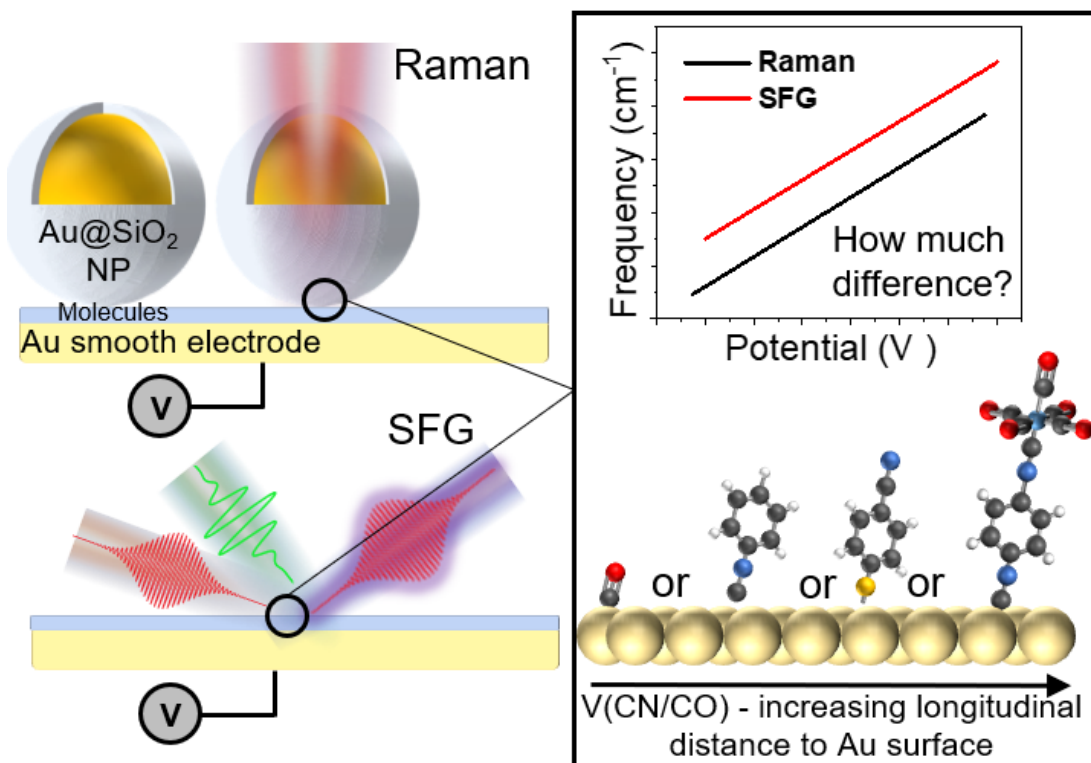 Raman
Au@SiO₂
NP
Molecules
Au smooth electrode
V
SFG
V
Frequency (cm⁻¹)
Raman
SFG
How much
difference?
Potential (V )
or
or
or
V(CN/CO) - increasing longitudinal
distance to Au surface